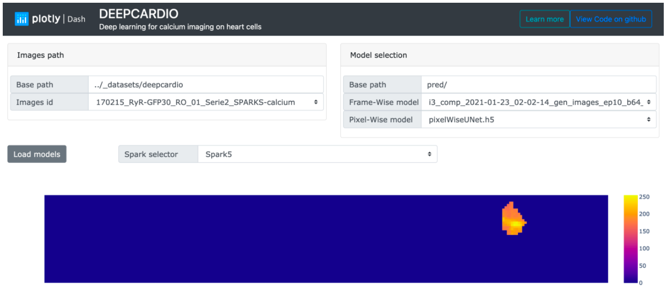 plotly | Dash
DEEPCARDIO
Deep learning for calcium imaging on heart cells
Learn more
View Code on github
Images path
Base path
../_datasets/deepcardio
Images id
170215_RyR-GFP30_RO_01_Serie2_SPARKS-calcium
Model selection
Base path
pred/
Frame-Wise model
i3_comp_2021-01-23_02-02-14_gen_images_ep10_b64_
Pixel-Wise model
pixelWiseUNet.h5
Load models
Spark selector
Spark5
250
200
150
100
50
0